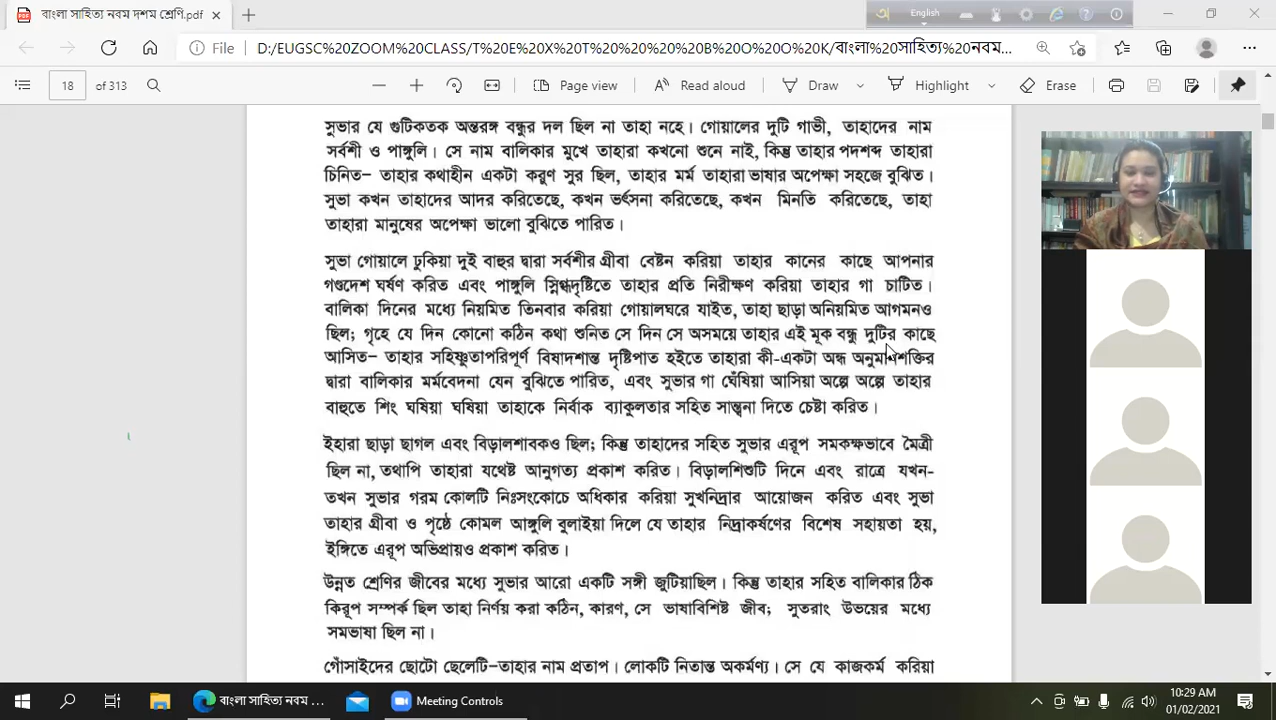 বাংলা সাহিত্য নবম দশম শ্রেণি.pdf
English
File
D:/EUGSC%20ZOOM%20CLASS/T%20E%20X%20T%20%20%20%20B%20O%20O%20K/বাংলা%20সাহিত্য%20নবম...
18 of 313
Page view
Read aloud
Draw
Highlight
Erase
সুভার যে গুটিকতক অন্তরঙ্গ বন্ধুর দল ছিল না তাহা নহে। গোয়ালের দুটি গাভী, তাহাদের নাম
সর্বশী ও পাঙ্গুলি। সে নাম বালিকার মুখে তাহারা কখনো শুনে নাই, কিন্তু তাহার পদশব্দ তাহারা
চিনিত– তাহার কথাহীন একটা করুণ সুর ছিল, তাহার মর্ম তাহারা ভাষার অপেক্ষা সহজে বুঝিত।
সুভা কখন তাহাদের আদর করিতেছে, কখন ভর্ৎসনা করিতেছে, কখন মিনতি করিতেছে, তাহা
তাহারা মানুষের অপেক্ষা ভালো বুঝিতে পারিত।
সুভা গোয়ালে ঢুকিয়া দুই বাহুর দ্বারা সর্বশীর গ্রীবা বেষ্টন করিয়া তাহার কানের কাছে আপনার
গণ্ডদেশ ঘর্ষণ করিত এবং পাঙ্গুলি স্নিগ্ধদৃষ্টিতে তাহার প্রতি নিরীক্ষণ করিয়া তাহার গা চাটিত।
বালিকা দিনের মধ্যে নিয়মিত তিনবার করিয়া গোয়ালঘরে যাইত, তাহা ছাড়া অনিয়মিত আগমনও
ছিল; গৃহে যে দিন কোনো কঠিন কথা শুনিত সে দিন সে অসময়ে তাহার এই মূক বন্ধু দুটির কাছে
আসিত– তাহার সহিষ্ণুতাপরিপূর্ণ বিষাদশান্ত দৃষ্টিপাত হইতে তাহারা কী-একটা অন্ধ অনুমানশক্তির
দ্বারা বালিকার মর্মবেদনা যেন বুঝিতে পারিত, এবং সুভার গা ঘেঁষিয়া আসিয়া অল্পে অল্পে তাহার
বাহুতে শিং ঘষিয়া ঘষিয়া তাহাকে নির্বাক ব্যাকুলতার সহিত সান্ত্বনা দিতে চেষ্টা করিত।
ইহারা ছাড়া ছাগল এবং বিড়ালশাবকও ছিল; কিন্তু তাহাদের সহিত সুভার এরূপ সমকক্ষভাবে মৈত্রী
ছিল না, তথাপি তাহারা যথেষ্ট আনুগত্য প্রকাশ করিত। বিড়ালশিশুটি দিনে এবং রাত্রে যখন-
তখন সুভার গরম কোলটি নিঃসংকোচে অধিকার করিয়া সুখনিদ্রার আয়োজন করিত এবং সুভা
তাহার গ্রীবা ও পৃষ্ঠে কোমল আঙ্গুলি বুলাইয়া দিলে যে তাহার নিদ্রাকর্ষণের বিশেষ সহায়তা হয়,
ইঙ্গিতে এরূপ অভিপ্রায়ও প্রকাশ করিত।
উন্নত শ্রেণির জীবের মধ্যে সুভার আরো একটি সঙ্গী জুটিয়াছিল। কিন্তু তাহার সহিত বালিকার ঠিক
কিরূপ সম্পর্ক ছিল তাহা নির্ণয় করা কঠিন, কারণ, সে ভাষাবিশিষ্ট জীব; সুতরাং উভয়ের মধ্যে
সমভাষা ছিল না।
গোঁসাইদের ছোটো ছেলেটি–তাহার নাম প্রতাপ। লোকটি নিতান্ত অকর্মণ্য। সে যে কাজকর্ম করিয়া
বাংলা সাহিত্য নবম ...
Meeting Controls
10:29 AM
01/02/2021